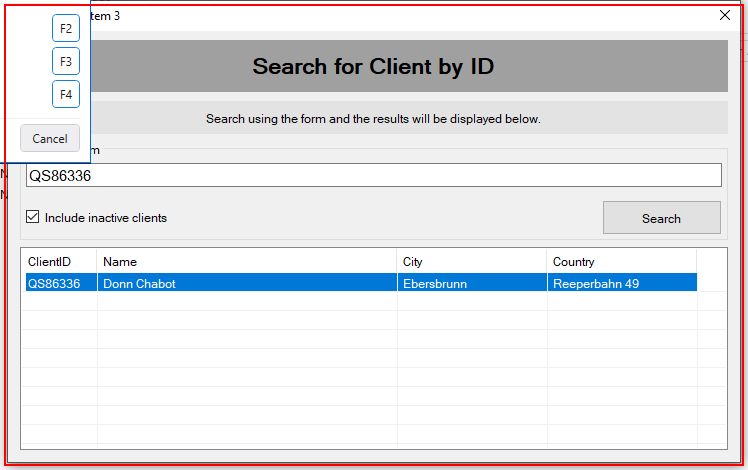 tem 3
F2
F3
F4
Cancel
Search for Client by ID
Search using the form and the results will be displayed below.
m
QS86336
Include inactive clients
Search
ClientID Name City Country
QS86336 Donn Chabot Ebersbrunn Reeperbahn 49